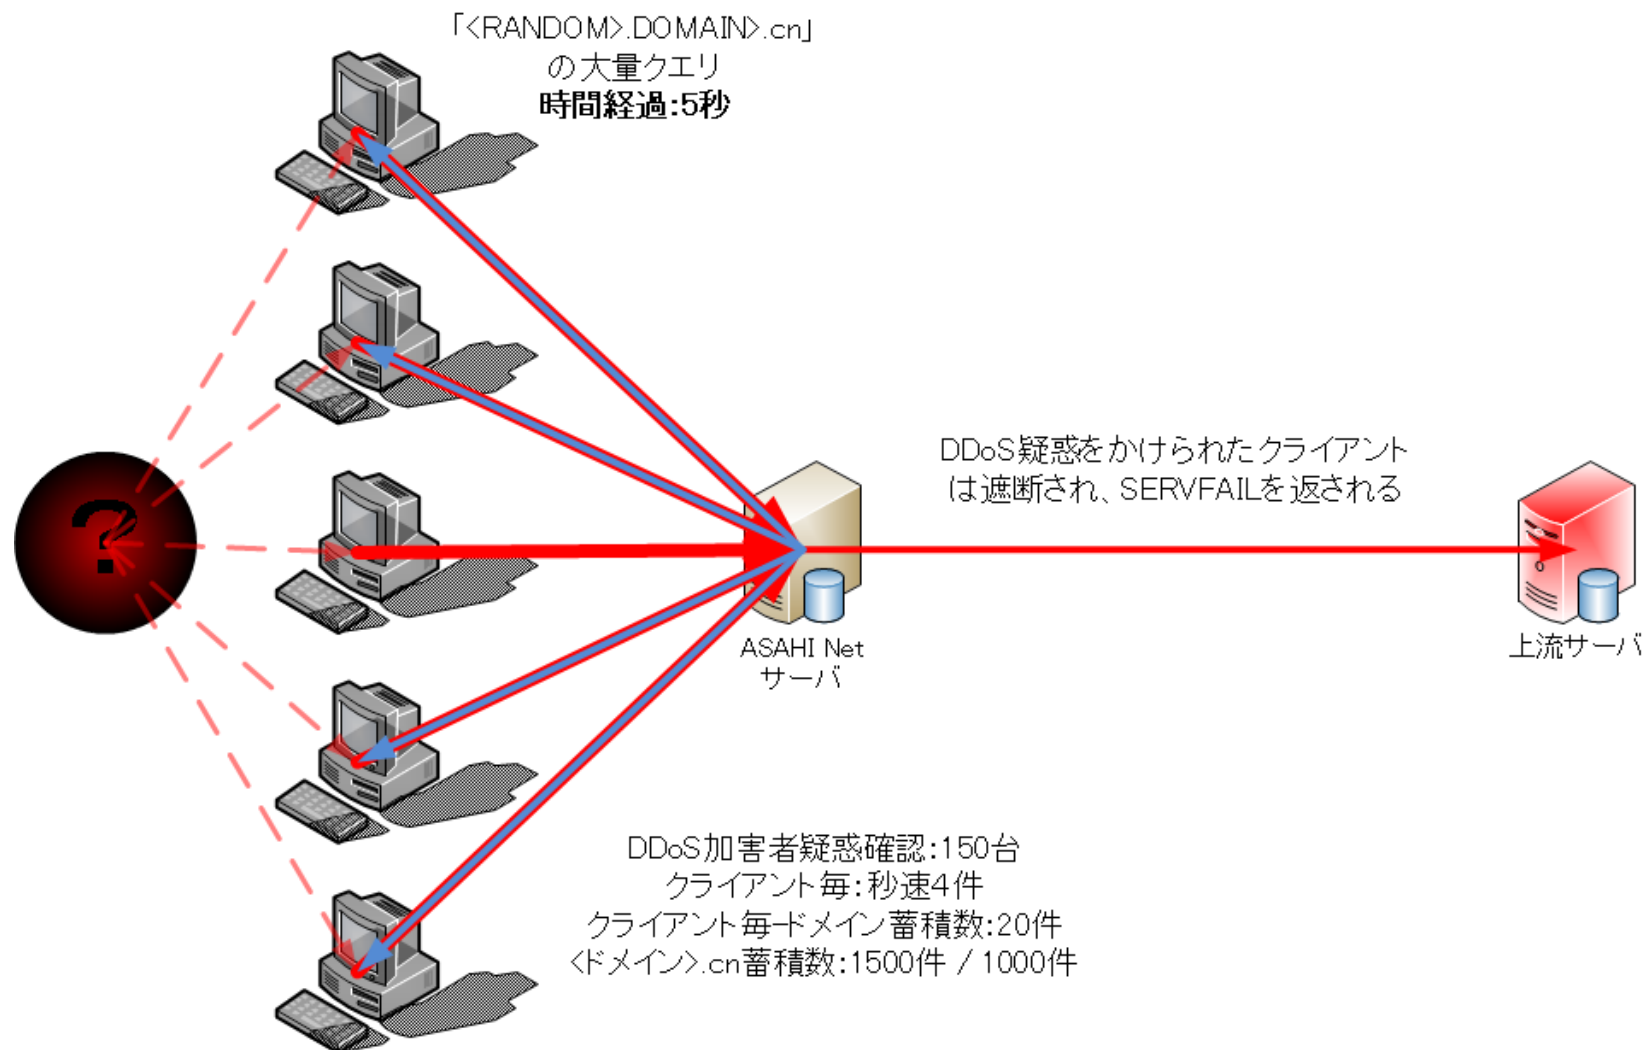 「<RANDOM>.DOMAIN>.cn」
の大量クエリ
時間経過:5秒
?
DDoS疑惑をかけられたクライアント
は遮断され、SERVFAILを返される
ASAHI Net
サーバ
上流サーバ
DDoS加害者疑惑確認:150台
クライアント毎:秒速4件
クライアント毎-ドメイン蓄積数:20件
<ドメイン>.cn蓄積数:1500件 / 1000件